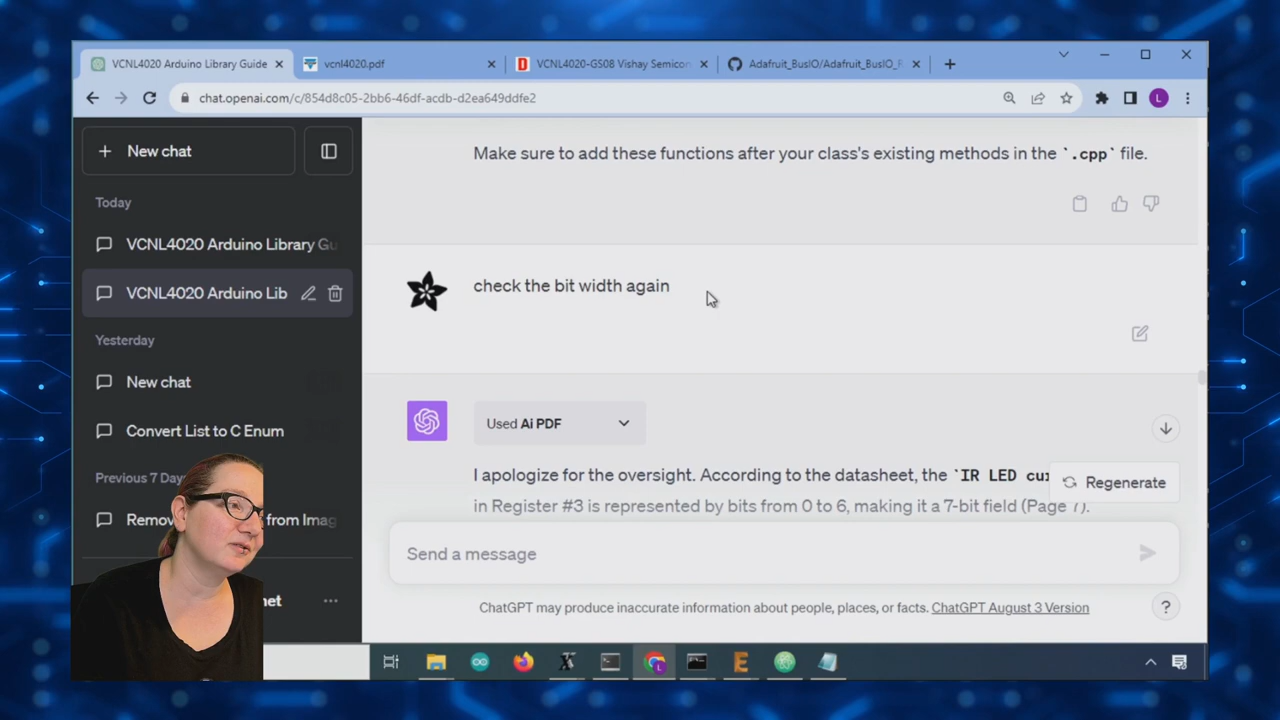 VCNL4020 Arduino Library Guide
vcnl4020.pdf
VCNL4020-GS08 Vishay Semicon
Adafruit_BusIO/Adafruit_BusIO_R
chat.openai.com/c/854d8c05-2bb6-46df-acdb-d2ea649ddfe2
L
New chat
Today
VCNL4020 Arduino Library Gu
VCNL4020 Arduino Lib
Yesterday
New chat
Convert List to C Enum
Previous 7 Day
Remov
from Imag
net
Make sure to add these functions after your class's existing methods in the `.cpp` file.
check the bit width again
Used Ai PDF
I apologize for the oversight. According to the datasheet, the `IR LED cur
in Register #3 is represented by bits from 0 to 6, making it a 7-bit field (Page 7).
Regenerate
Send a message
ChatGPT may produce inaccurate information about people, places, or facts. ChatGPT August 3 Version
?